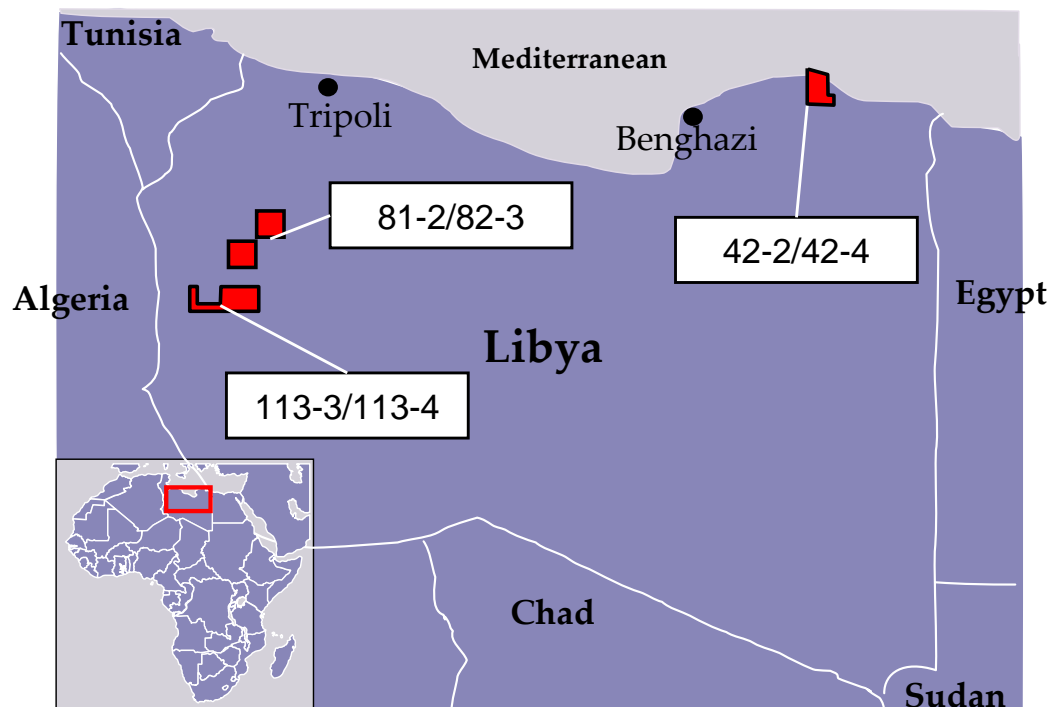 Tunisia
Mediterranean
Tripoli
Benghazi
81-2/82-3
42-2/42-4
Algeria
Egypt
Libya
113-3/113-4
Chad
Sudan